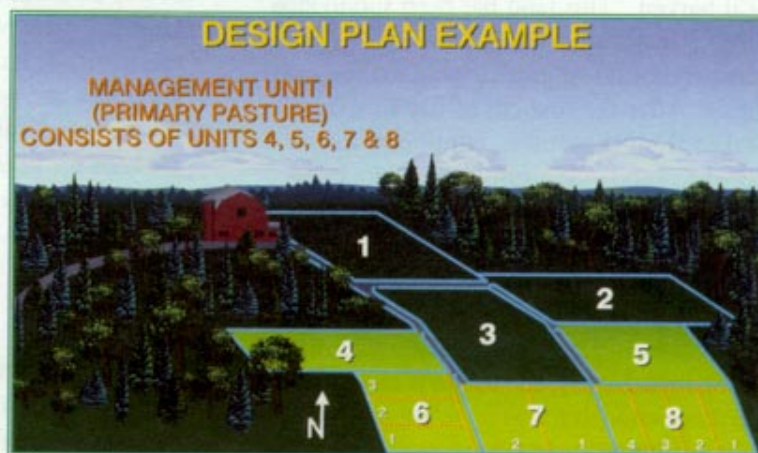 DESIGN PLAN EXAMPLE
MANAGEMENT UNIT I
(PRIMARY PASTURE)
CONSISTS OF UNITS 4, 5, 6, 7 & 8
1
2
3
4
5
3
2
6
1
7
2 1
8
4 3 2 1
N